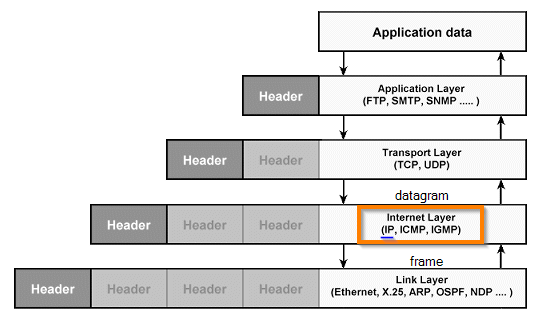 Application data
Header
Application Layer
(FTP, SMTP, SNMP ..... )
Header Header
Transport Layer
(TCP, UDP)
datagram
Header Header Header
Internet Layer
(IP, ICMP, IGMP)
frame
Header Header Header Header
Link Layer
(Ethernet, X.25, ARP, OSPF, NDP .... )